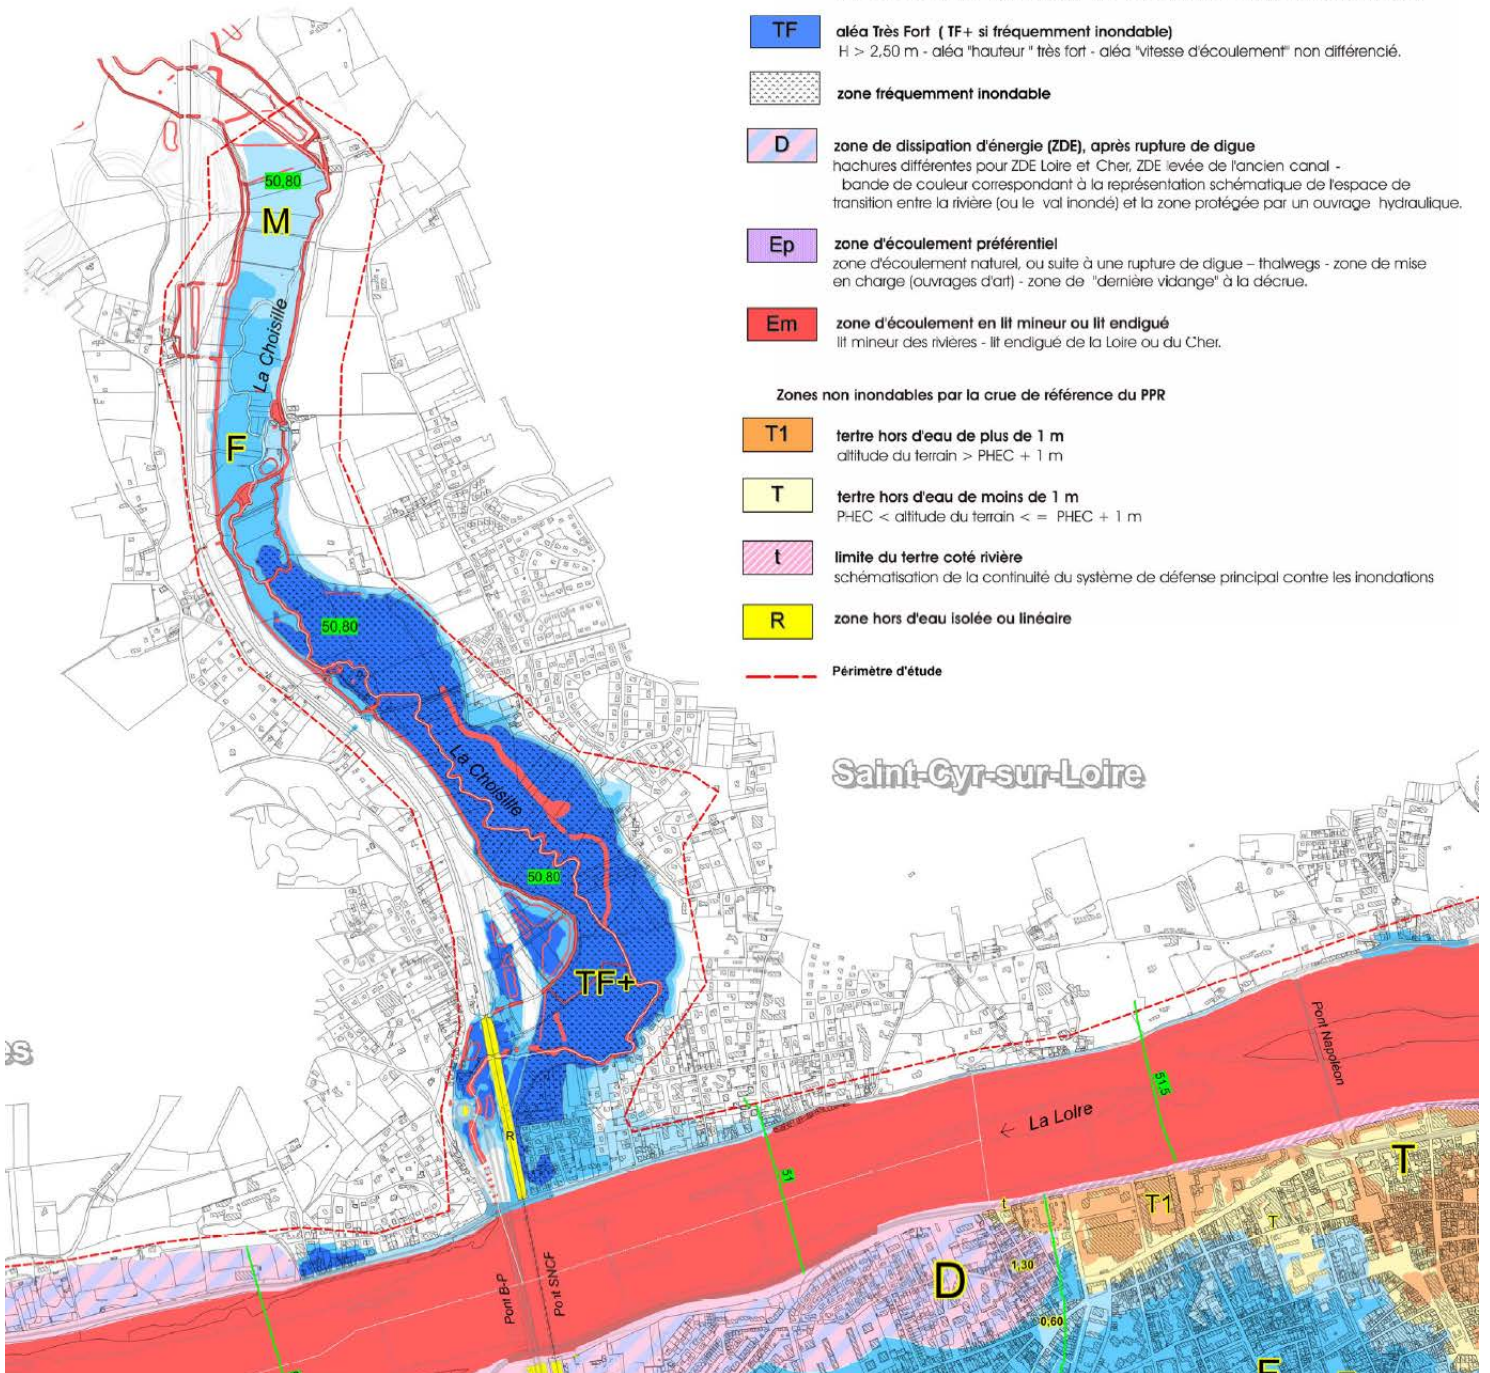 TF
aléa Très Fort ( TF+ si fréquemment inondable)
H > 2,50 m - aléa "hauteur " très fort - aléa "vitesse d'écoulement" non différencié.
zone fréquemment inondable
D
zone de dissipation d'énergie (ZDE), après rupture de digue
hachures différentes pour ZDE Loire et Cher, ZDE levée de l'ancien canal -
bande de couleur correspondant à la représentation schématique de l'espace de
transition entre la rivière (ou le val inondé) et la zone protégée par un ouvrage hydraulique.
Ep
zone d'écoulement préférentiel
zone d'écoulement naturel, ou suite à une rupture de digue – thalwegs - zone de mise
en charge (ouvrages d'art) - zone de "dernière vidange" à la décrue.
Em
zone d'écoulement en lit mineur ou lit endigué
lit mineur des rivières - lit endigué de la Loire ou du Cher.
Zones non inondables par la crue de référence du PPR
T1
tertre hors d'eau de plus de 1 m
altitude du terrain > PHEC + 1 m
T
tertre hors d'eau de moins de 1 m
PHEC < altitude du terrain < = PHEC + 1 m
t
limite du tertre coté rivière
schématisation de la continuité du système de défense principal contre les inondations
R
zone hors d'eau isolée ou linéaire
Périmètre d'étude
50,80
M
La Choisille
F
50,80
La Choisille
Saint-Cyr-sur-Loire
50,80
TF+
es
R
51
51,5
← La Loire
Pont Napoléon
Pont B-P
Pont SNCF
t
T1
T
T
D
1,30
0,60
F